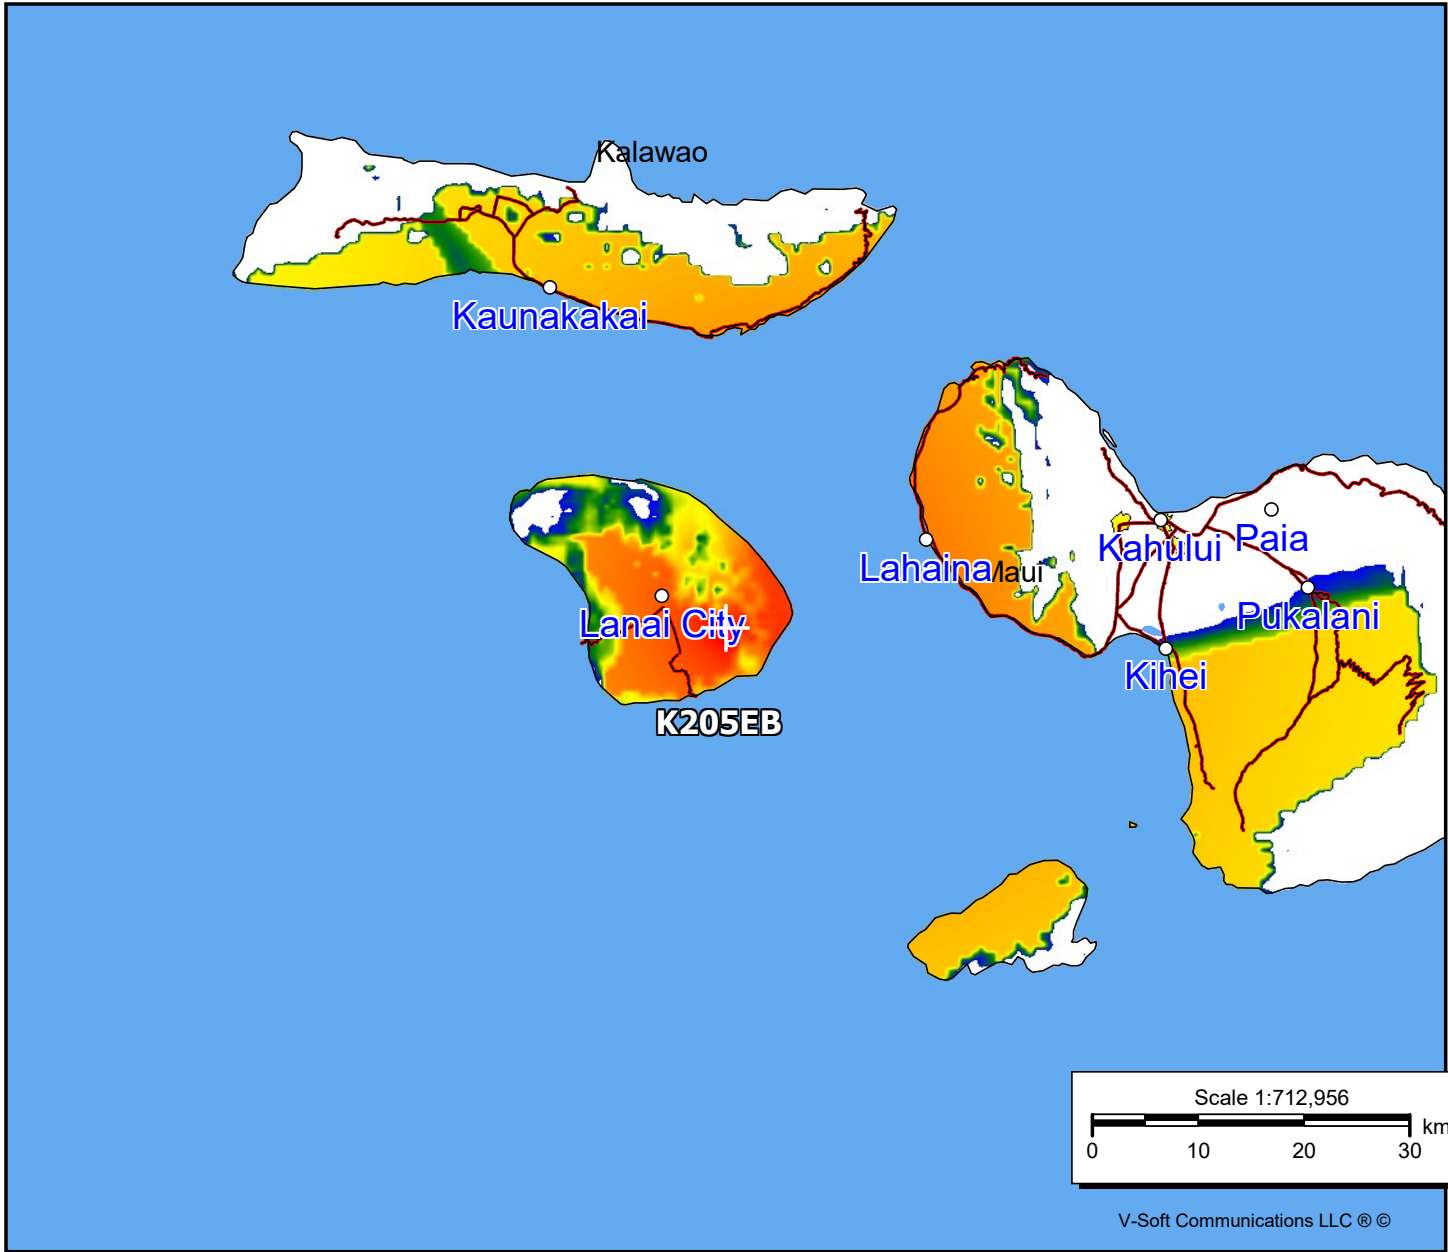 Kalawao
Kaunakakai
Lahaina
Maui
Kahului
Paia
Lanai City
Pukalani
Kihei
K205EB
Scale 1:712,956
km
0 10 20 30
V-Soft Communications LLC ® ©